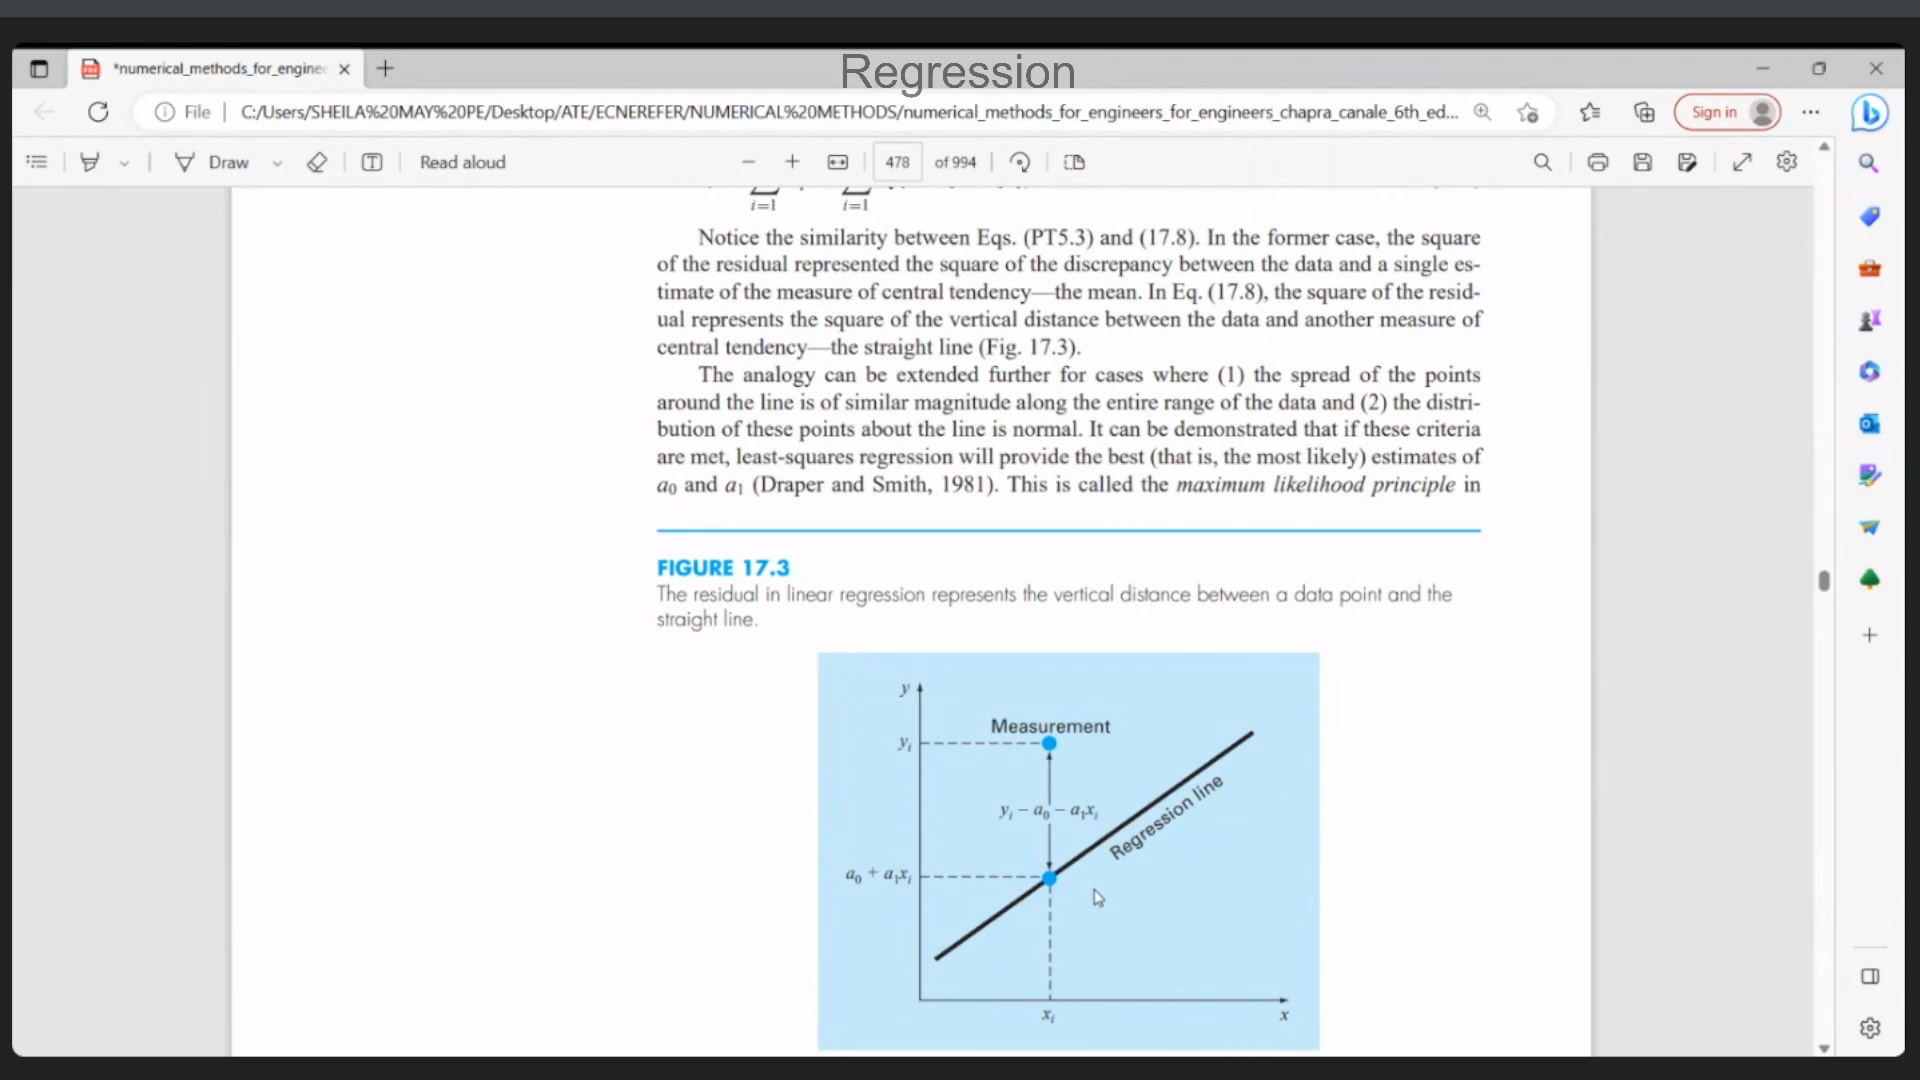 Regression
*numerical_methods_for_enginee
File
C:/Users/SHEILA%20MAY%20PE/Desktop/ATE/ECNEREFER/NUMERICAL%20METHODS/numerical_methods_for_engineers_for_engineers_chapra_canale_6th_ed...
Sign in
Draw
Read aloud
478 of 994
i=1 i=1
Notice the similarity between Eqs. (PT5.3) and (17.8). In the former case, the square
of the residual represented the square of the discrepancy between the data and a single es-
timate of the measure of central tendency—the mean. In Eq. (17.8), the square of the resid-
ual represents the square of the vertical distance between the data and another measure of
central tendency—the straight line (Fig. 17.3).
The analogy can be extended further for cases where (1) the spread of the points
around the line is of similar magnitude along the entire range of the data and (2) the distri-
bution of these points about the line is normal. It can be demonstrated that if these criteria
are met, least-squares regression will provide the best (that is, the most likely) estimates of
a₀ and a₁ (Draper and Smith, 1981). This is called the maximum likelihood principle in
FIGURE 17.3
The residual in linear regression represents the vertical distance between a data point and the
straight line.
y
Measurement
yᵢ
yᵢ − a₀ − a₁xᵢ
Regression line
a₀ + a₁xᵢ
xᵢ
x